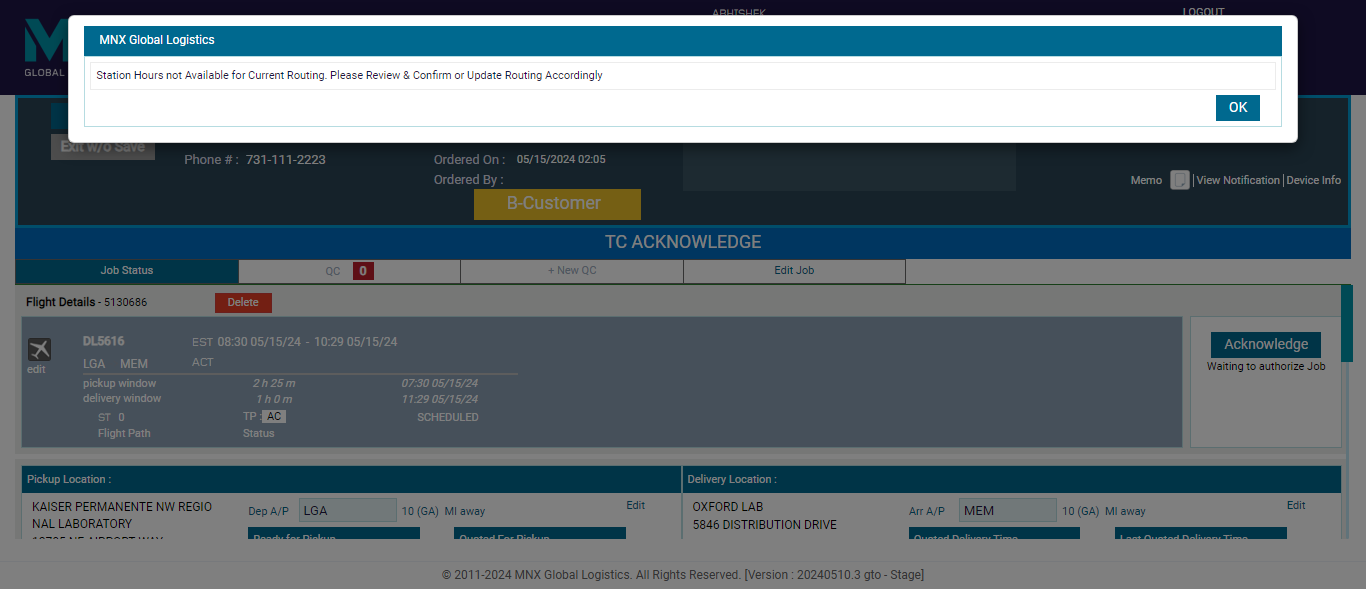 ABHISHEK
LOGOUT
M
GLOBAL
MNX Global Logistics
Station Hours not Available for Current Routing. Please Review & Confirm or Update Routing Accordingly
OK
Exit w/o Save
Phone # : 731-111-2223
Ordered On : 05/15/2024 02:05
Ordered By :
B-Customer
Memo | View Notification | Device Info
TC ACKNOWLEDGE
Job Status
QC 0
+ New QC
Edit Job
Flight Details - 5130686
Delete
DL5616
EST 08:30 05/15/24 - 10:29 05/15/24
edit
LGA MEM
ACT
pickup window 2 h 25 m 07:30 05/15/24
delivery window 1 h 0 m 11:29 05/15/24
ST 0
TP : AC
SCHEDULED
Flight Path
Status
Acknowledge
Waiting to authorize Job
Pickup Location :
KAISER PERMANENTE NW REGIO
NAL LABORATORY
Dep A/P LGA 10 (GA) MI away
Edit
Ready for Pickup
Quoted For Pickup
Delivery Location :
OXFORD LAB
5846 DISTRIBUTION DRIVE
Arr A/P MEM 10 (GA) MI away
Edit
Quoted Delivery Time
Last Quoted Delivery Time
© 2011-2024 MNX Global Logistics. All Rights Reserved. [Version : 20240510.3 gto - Stage]